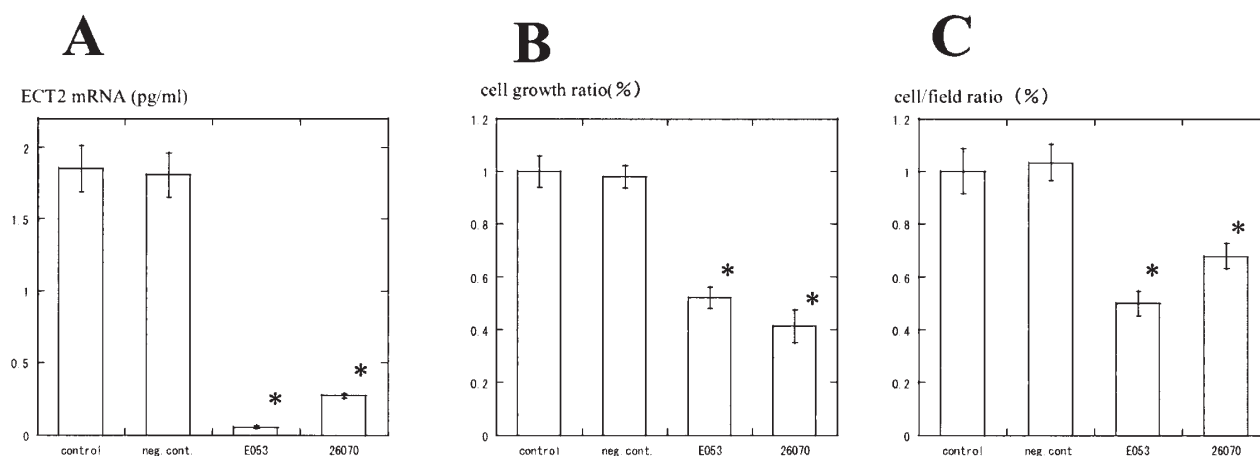 A
ECT2 mRNA (pg/ml)
2
1.5
1
0.5
0
control neg. cont. E053 26070
*
*
B
cell growth ratio(%)
1.2
1
0.8
0.6
0.4
0.2
0
control neg. cont. E053 26070
*
*
C
cell/field ratio (%)
1.2
1
0.8
0.6
0.4
0.2
0
control neg. cont. E053 26070
*
*